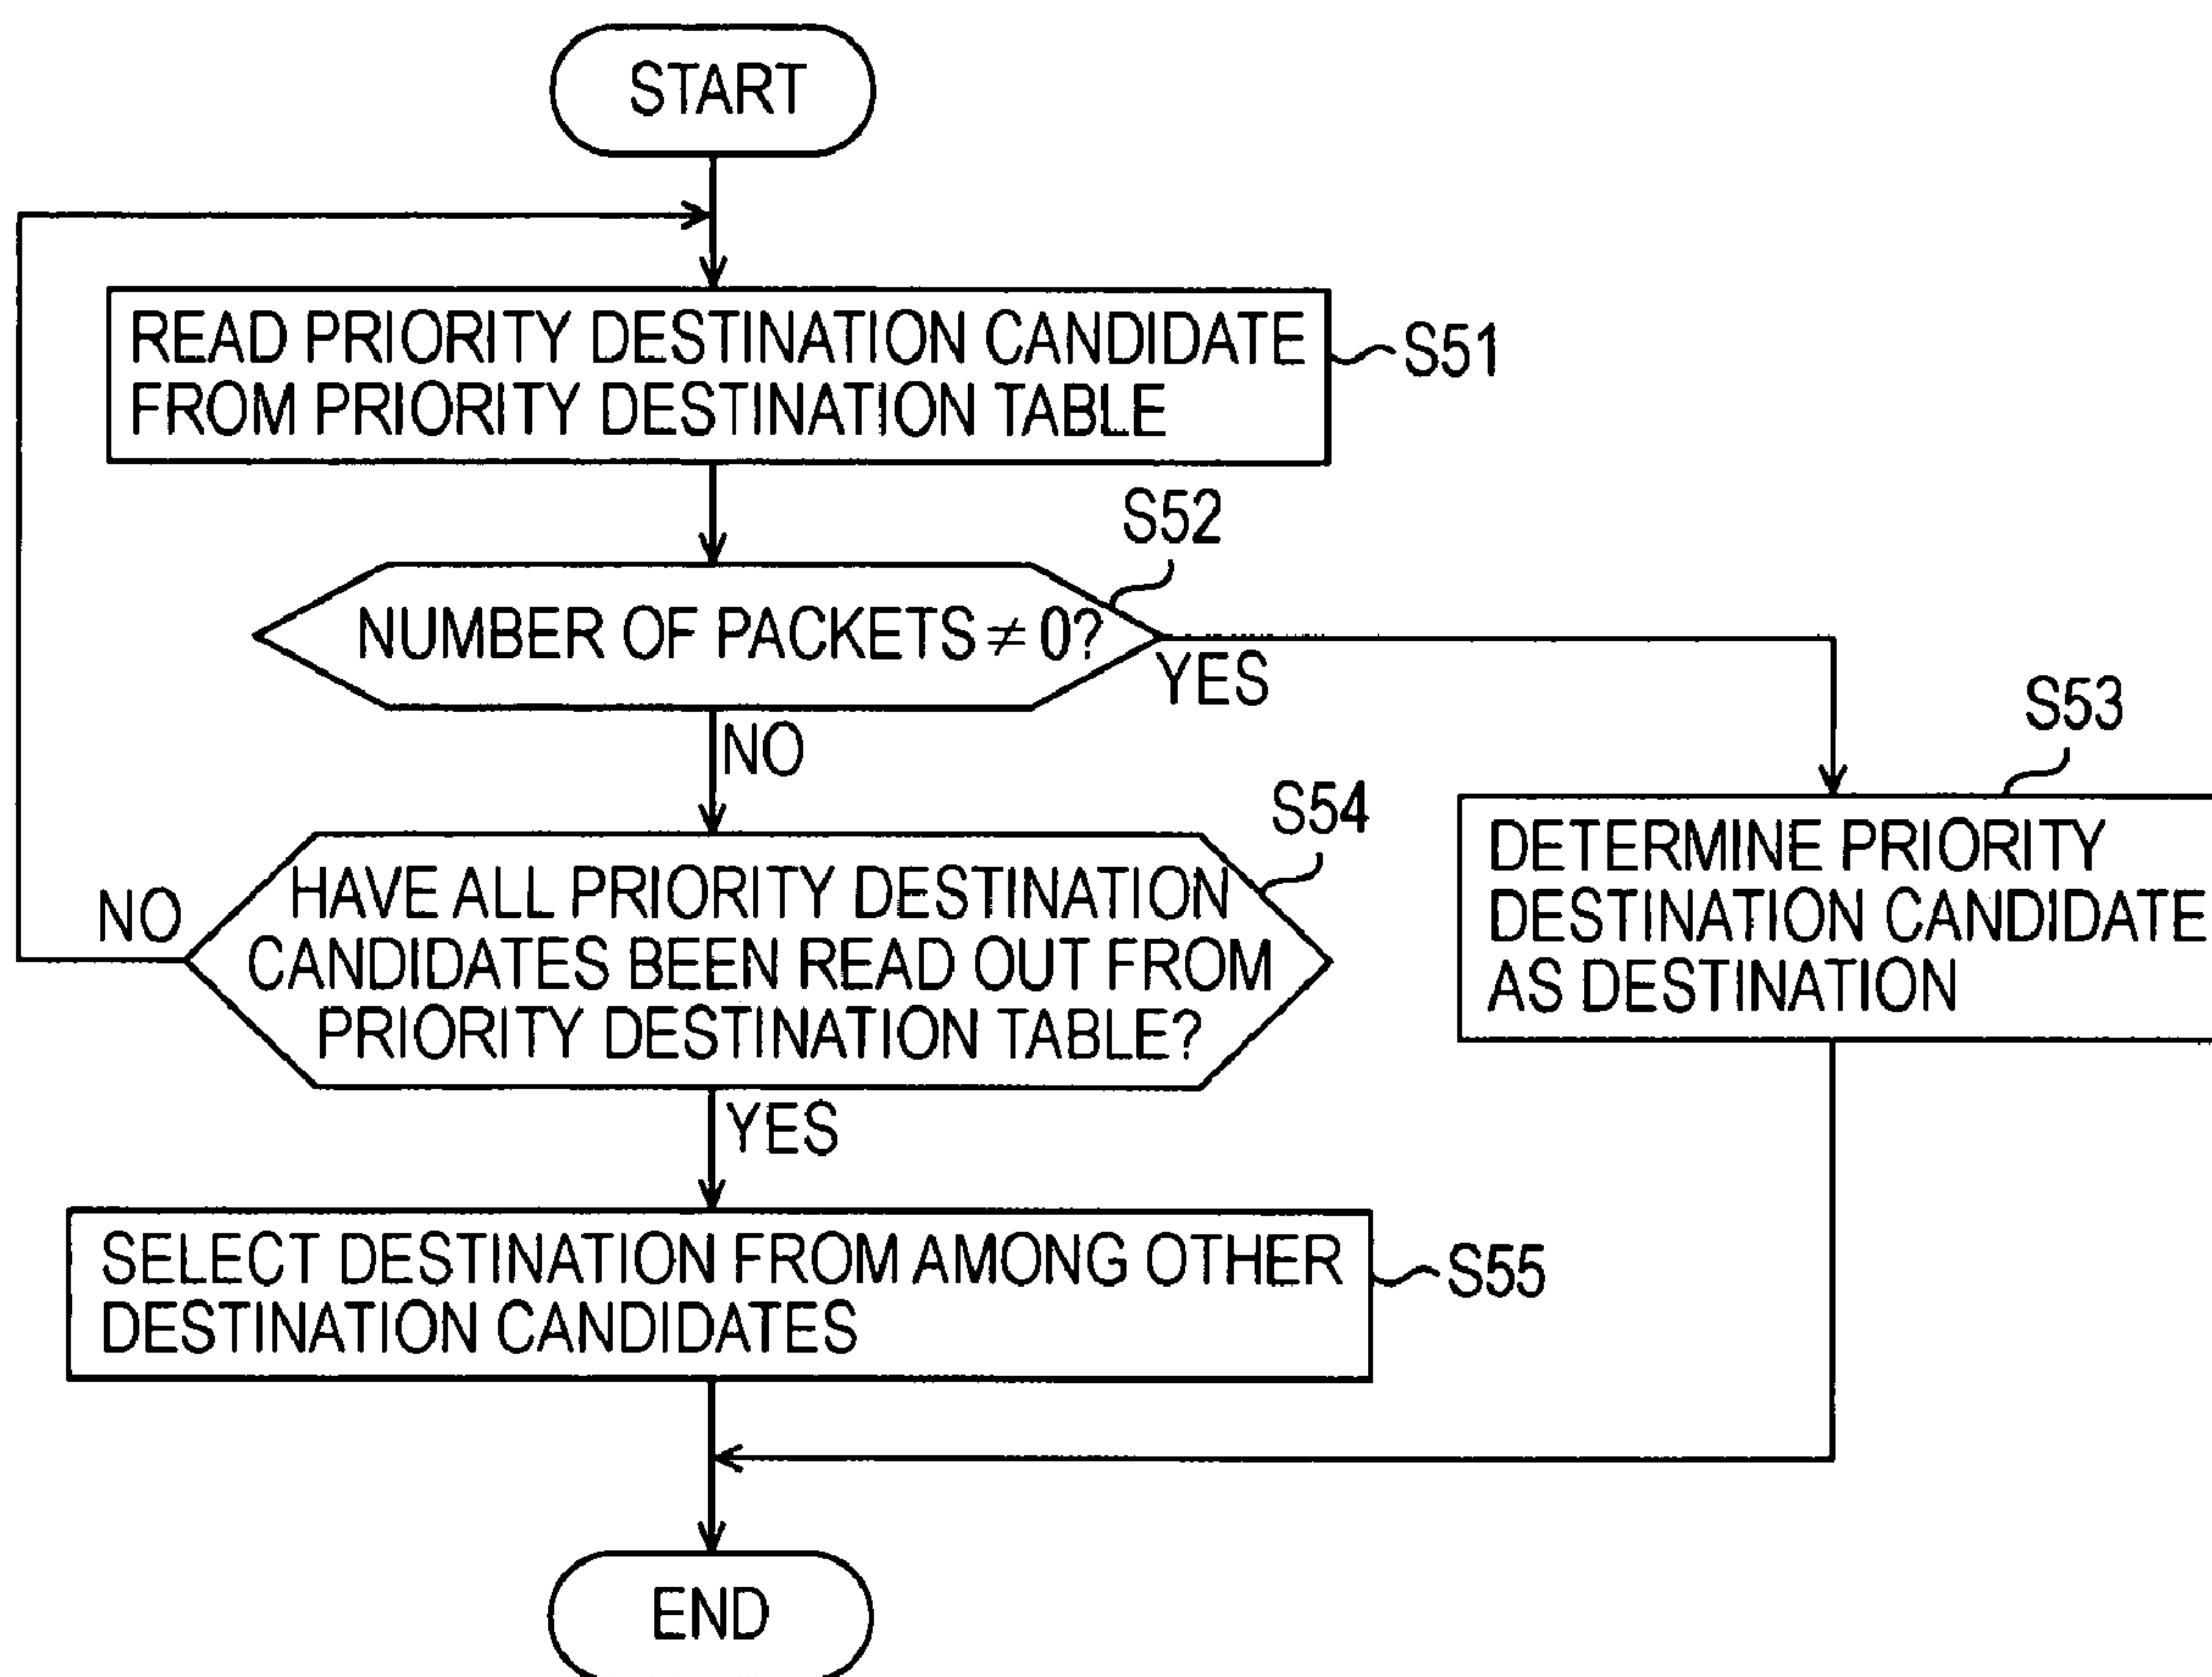 START
READ PRIORITY DESTINATION CANDIDATE
FROM PRIORITY DESTINATION TABLE
S51
S52
NUMBER OF PACKETS ≠ 0?
YES
NO
S53
DETERMINE PRIORITY
DESTINATION CANDIDATE
AS DESTINATION
S54
HAVE ALL PRIORITY DESTINATION
CANDIDATES BEEN READ OUT FROM
PRIORITY DESTINATION TABLE?
NO
YES
SELECT DESTINATION FROM AMONG OTHER
DESTINATION CANDIDATES
S55
END